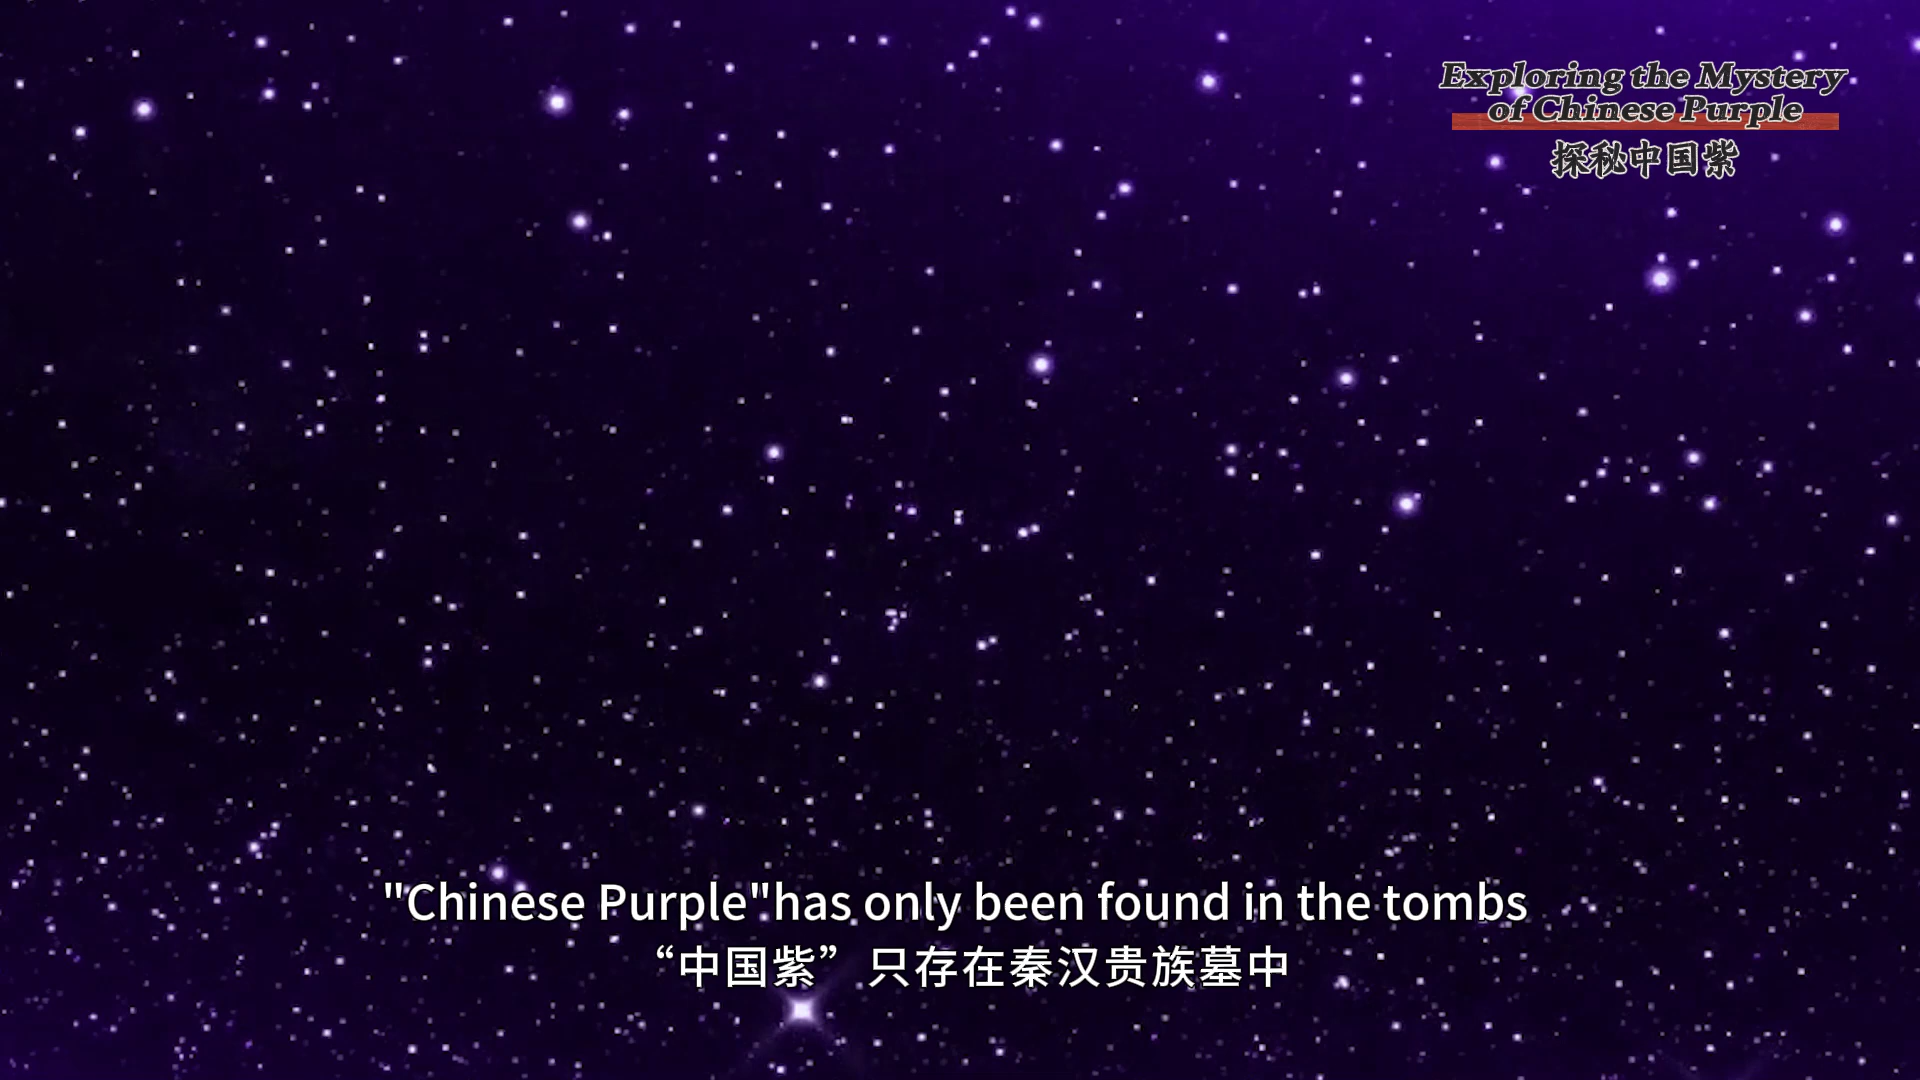 Exploring the Mystery
of Chinese Purple
探秘中国紫
"Chinese Purple"has only been found in the tombs
“中国紫”只存在秦汉贵族墓中